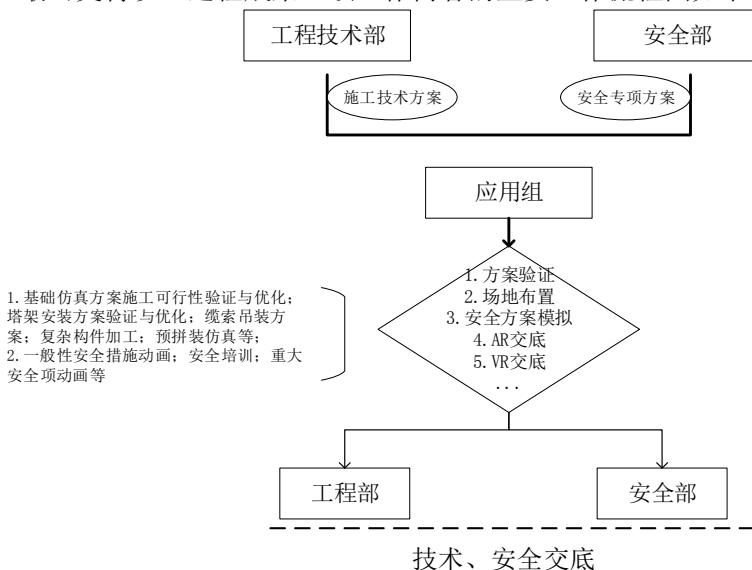 工程技术部
安全部
施工技术方案
安全专项方案
应用组
1.方案验证
2.场地布置
3.安全方案模拟
4.AR交底
5.VR交底
...
1.基础仿真方案施工可行性验证与优化；
塔架安装方案验证与优化；缆索吊装方
案；复杂构件加工；预拼装仿真等；
2.一般性安全措施动画；安全培训；重大
安全项动画等
工程部
安全部
技术、安全交底